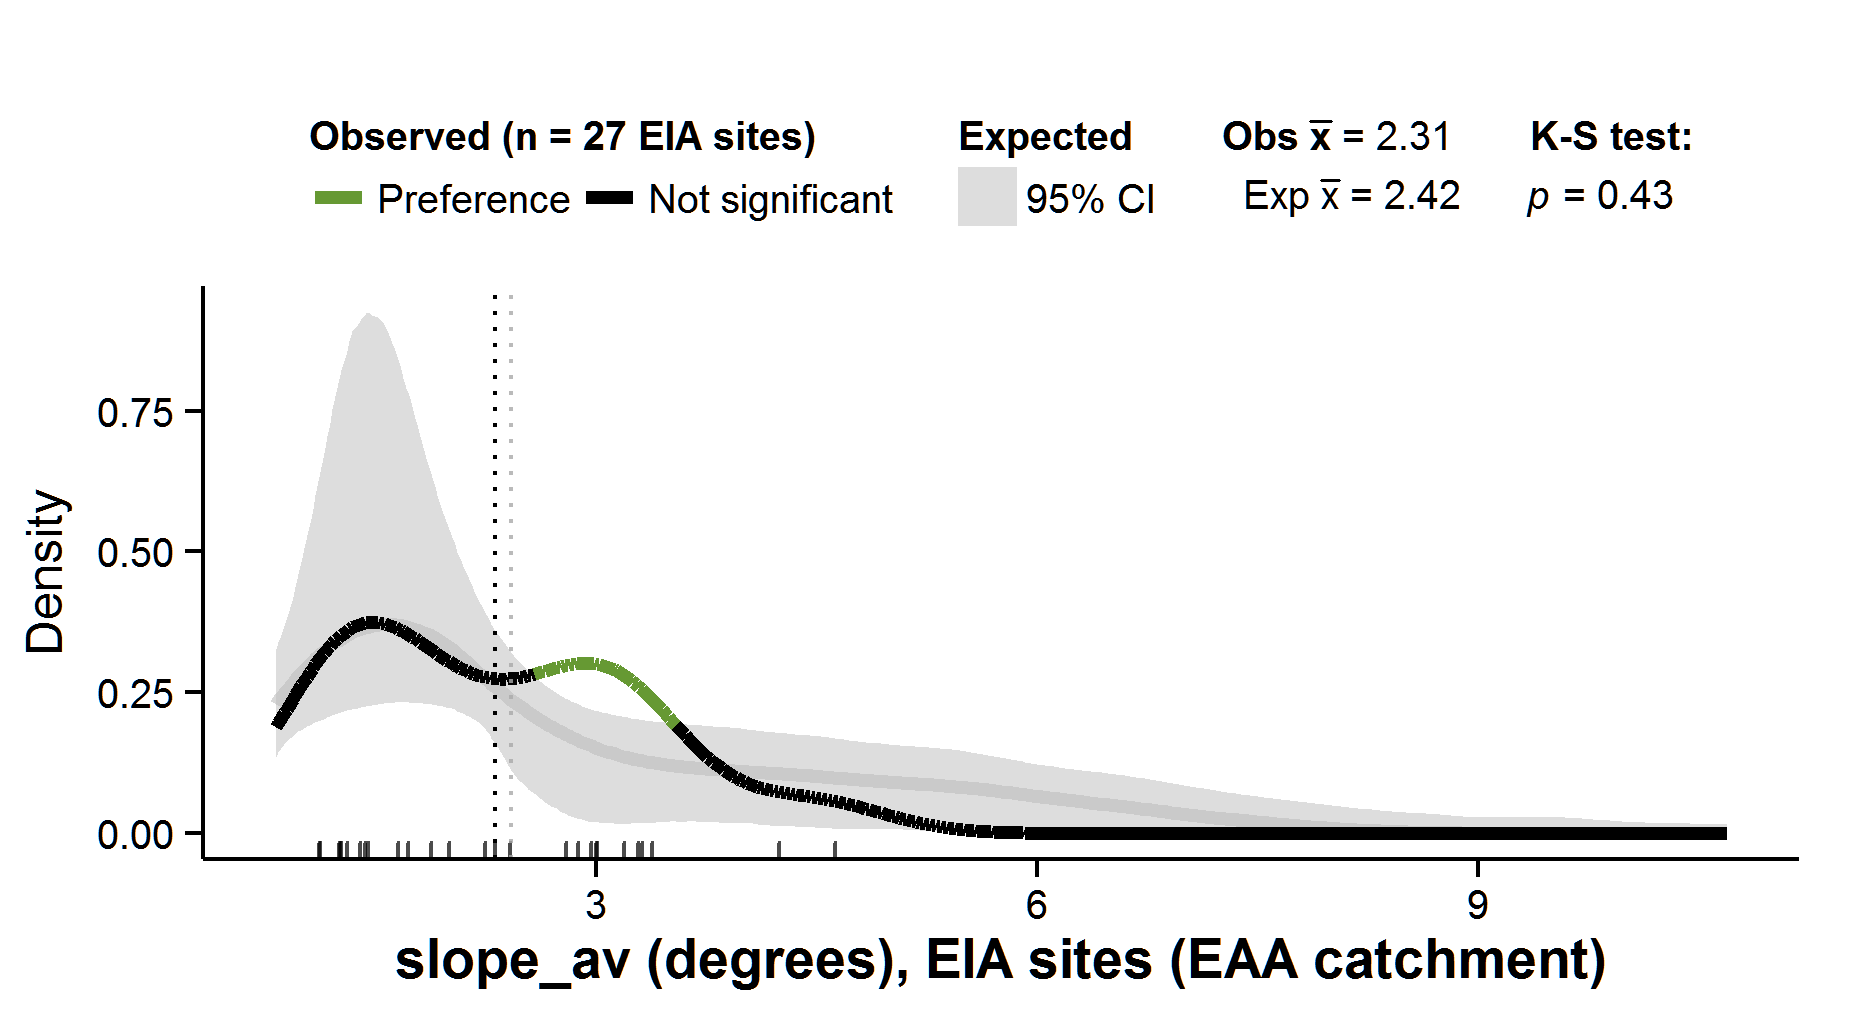 Observed (n = 27 EIA sites) Expected Obs x̅ = 2.31 K-S test:
Preference Not significant 95% CI Exp x̅ = 2.42 p = 0.43
Density
0.75
0.50
0.25
0.00
3 6 9
slope_av (degrees), EIA sites (EAA catchment)